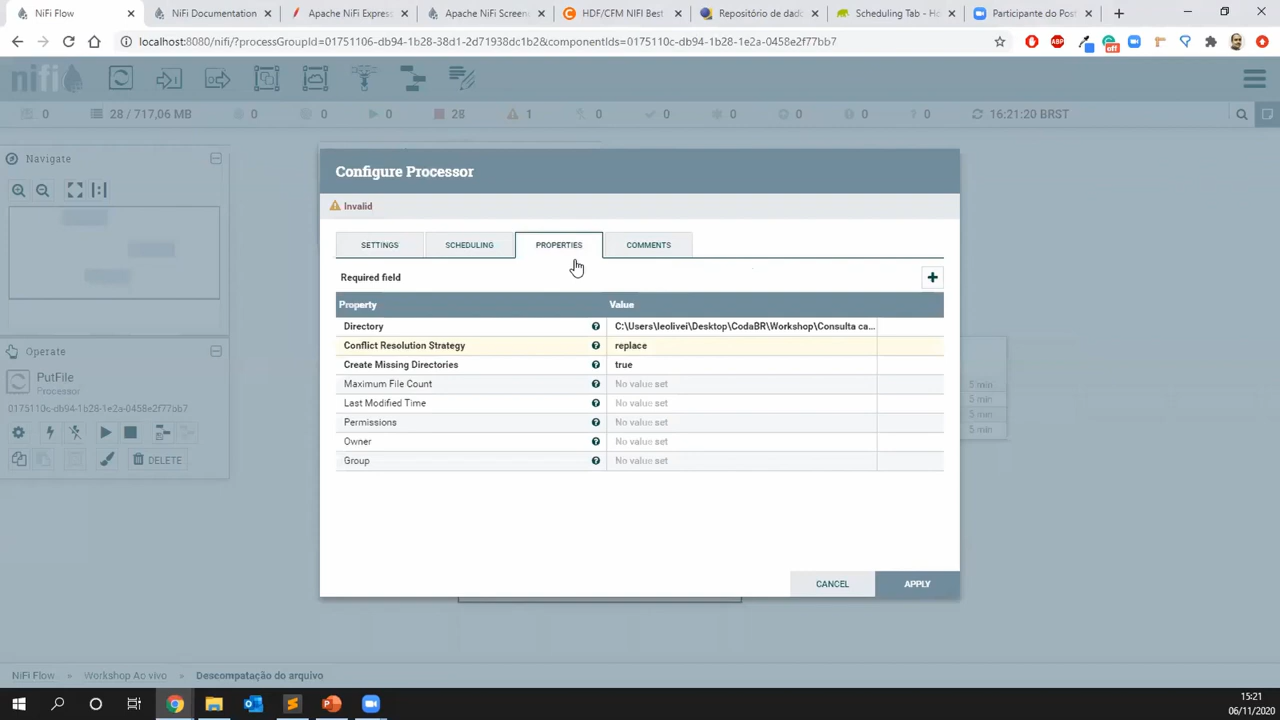 NiFi Flow
NiFi Documentation
Apache NiFi Expres
Apache NiFi Screen
HDF/CFM NIFI Best
Repositório de dado
Scheduling Tab - Ho
Participante do Post
localhost:8080/nifi/?processGroupId=01751106-db94-1b28-38d1-2d71938dc1b2&componentIds=0175110c-db94-1b28-1e2a-0458e2f77bb7
ABP
off
nifi
0 28 / 717,06 MB 0 0 0 28 1 0 0 0 0 0 0 16:21:20 BRST
Navigate
Operate
PutFile
Processor
0175110c-db94-1b28-1e2a-0458e2f77bb7
DELETE
Configure Processor
Invalid
SETTINGS SCHEDULING PROPERTIES COMMENTS
Required field
Property Value
Directory C:\Users\leolivei\Desktop\CodaBR\Workshop\Consulta ca...
Conflict Resolution Strategy replace
Create Missing Directories true
Maximum File Count No value set
Last Modified Time No value set
Permissions No value set
Owner No value set
Group No value set
CANCEL APPLY
5 min
5 min
5 min
5 min
NiFi Flow » Workshop Ao vivo » Descompatação do arquivo
15:21
06/11/2020